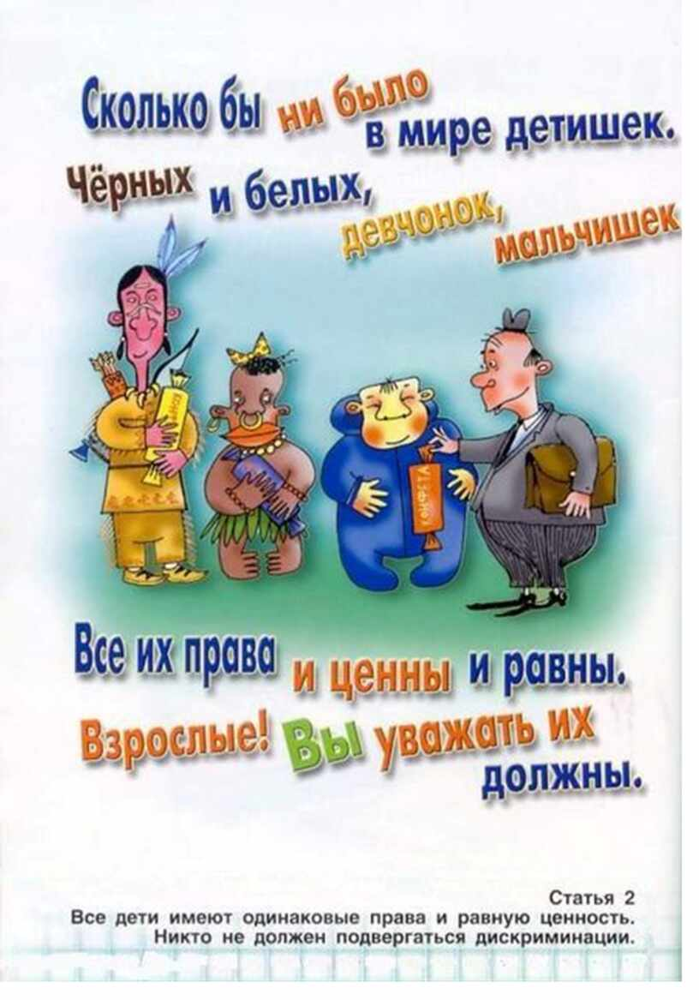 Сколько бы ни было
в мире детишек.
Чёрных и белых,
девчонок,
мальчишек
КОНФЕТА
Все их права и ценны и равны.
Взрослые! Вы уважать их
должны.
Статья 2
Все дети имеют одинаковые права и равную ценность.
Никто не должен подвергаться дискриминации.